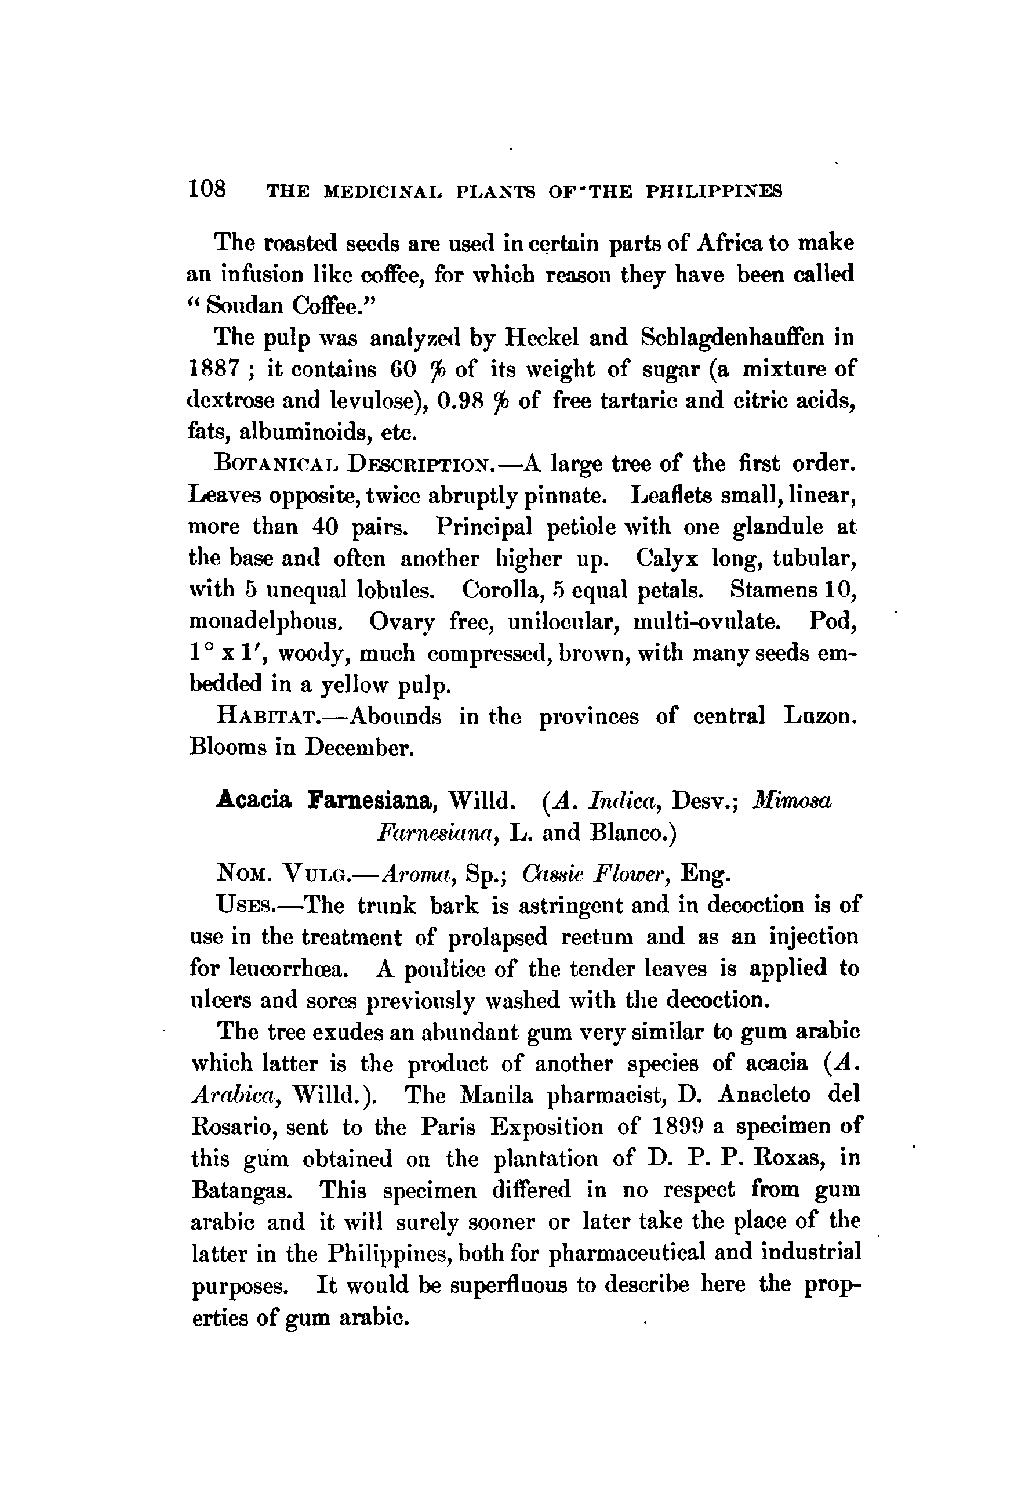 108 THE MEDICINAL PLANTS OF THE PHILIPPINES
The roasted seeds are used in certain parts of Africa to make
an infusion like coffee, for which reason they have been called
“ Soudan Coffee.”
The pulp was analyzed by Heckel and Schlagdenhauffen in
1887 ; it contains 60 % of its weight of sugar (a mixture of
dextrose and levulose), 0.98 % of free tartaric and citric acids,
fats, albuminoids, etc.
BOTANICAL DESCRIPTION.—A large tree of the first order.
Leaves opposite, twice abruptly pinnate. Leaflets small, linear,
more than 40 pairs. Principal petiole with one glandule at
the base and often another higher up. Calyx long, tubular,
with 5 unequal lobules. Corolla, 5 equal petals. Stamens 10,
monadelphous. Ovary free, unilocular, multi-ovulate. Pod,
1° x 1′, woody, much compressed, brown, with many seeds em-
bedded in a yellow pulp.
HABITAT.—Abounds in the provinces of central Luzon.
Blooms in December.
Acacia Farnesiana, Willd. (A. Indica, Desv.; Mimosa
Farnesiana, L. and Blanco.)
NOM. VULG.—Aroma, Sp.; Cassie Flower, Eng.
USES.—The trunk bark is astringent and in decoction is of
use in the treatment of prolapsed rectum and as an injection
for leucorrhœa. A poultice of the tender leaves is applied to
ulcers and sores previously washed with the decoction.
The tree exudes an abundant gum very similar to gum arabic
which latter is the product of another species of acacia (A.
Arabica, Willd.). The Manila pharmacist, D. Anacleto del
Rosario, sent to the Paris Exposition of 1899 a specimen of
this gum obtained on the plantation of D. P. P. Roxas, in
Batangas. This specimen differed in no respect from gum
arabic and it will surely sooner or later take the place of the
latter in the Philippines, both for pharmaceutical and industrial
purposes. It would be superfluous to describe here the prop-
erties of gum arabic.